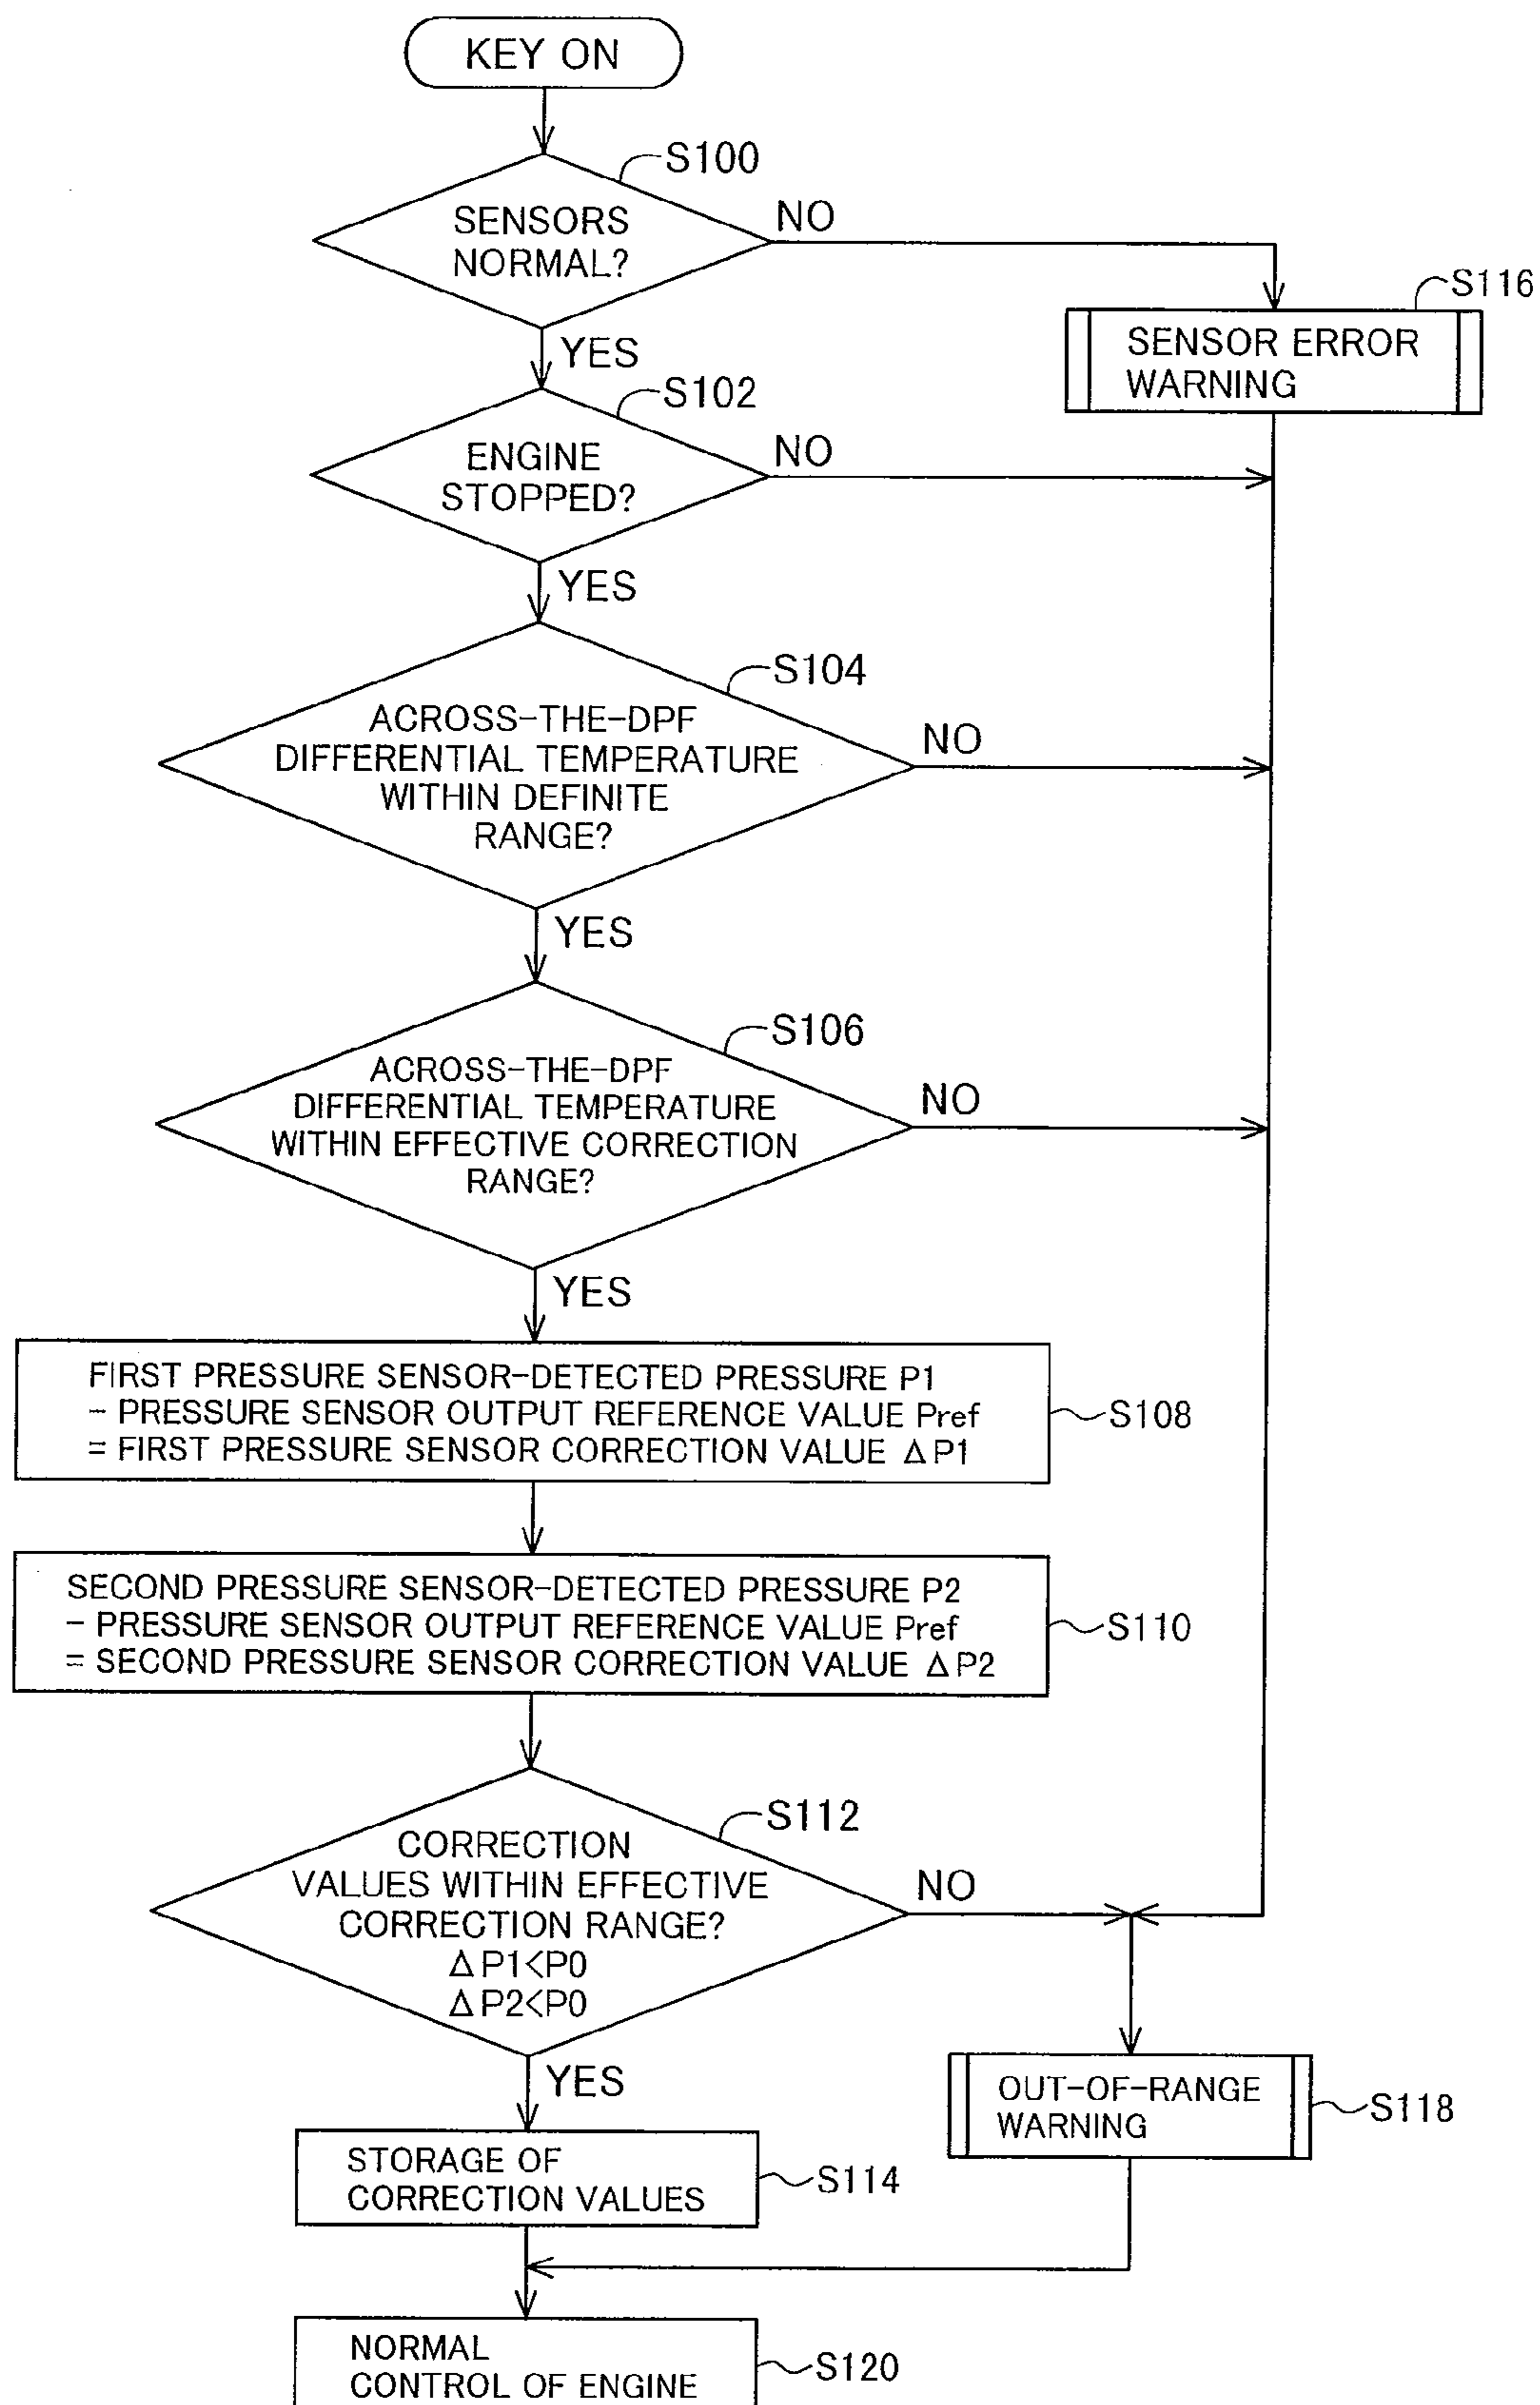 KEY ON
S100
SENSORS
NORMAL?
NO
YES
S116
SENSOR ERROR
WARNING
S102
ENGINE
STOPPED?
NO
YES
S104
ACROSS-THE-DPF
DIFFERENTIAL TEMPERATURE
WITHIN DEFINITE
RANGE?
NO
YES
S106
ACROSS-THE-DPF
DIFFERENTIAL TEMPERATURE
WITHIN EFFECTIVE CORRECTION
RANGE?
NO
YES
FIRST PRESSURE SENSOR-DETECTED PRESSURE P1
- PRESSURE SENSOR OUTPUT REFERENCE VALUE Pref
= FIRST PRESSURE SENSOR CORRECTION VALUE ΔP1
S108
SECOND PRESSURE SENSOR-DETECTED PRESSURE P2
- PRESSURE SENSOR OUTPUT REFERENCE VALUE Pref
= SECOND PRESSURE SENSOR CORRECTION VALUE ΔP2
S110
S112
CORRECTION
VALUES WITHIN EFFECTIVE
CORRECTION RANGE?
ΔP1<P0
ΔP2<P0
NO
YES
OUT-OF-RANGE
WARNING
S118
STORAGE OF
CORRECTION VALUES
S114
NORMAL
CONTROL OF ENGINE
S120